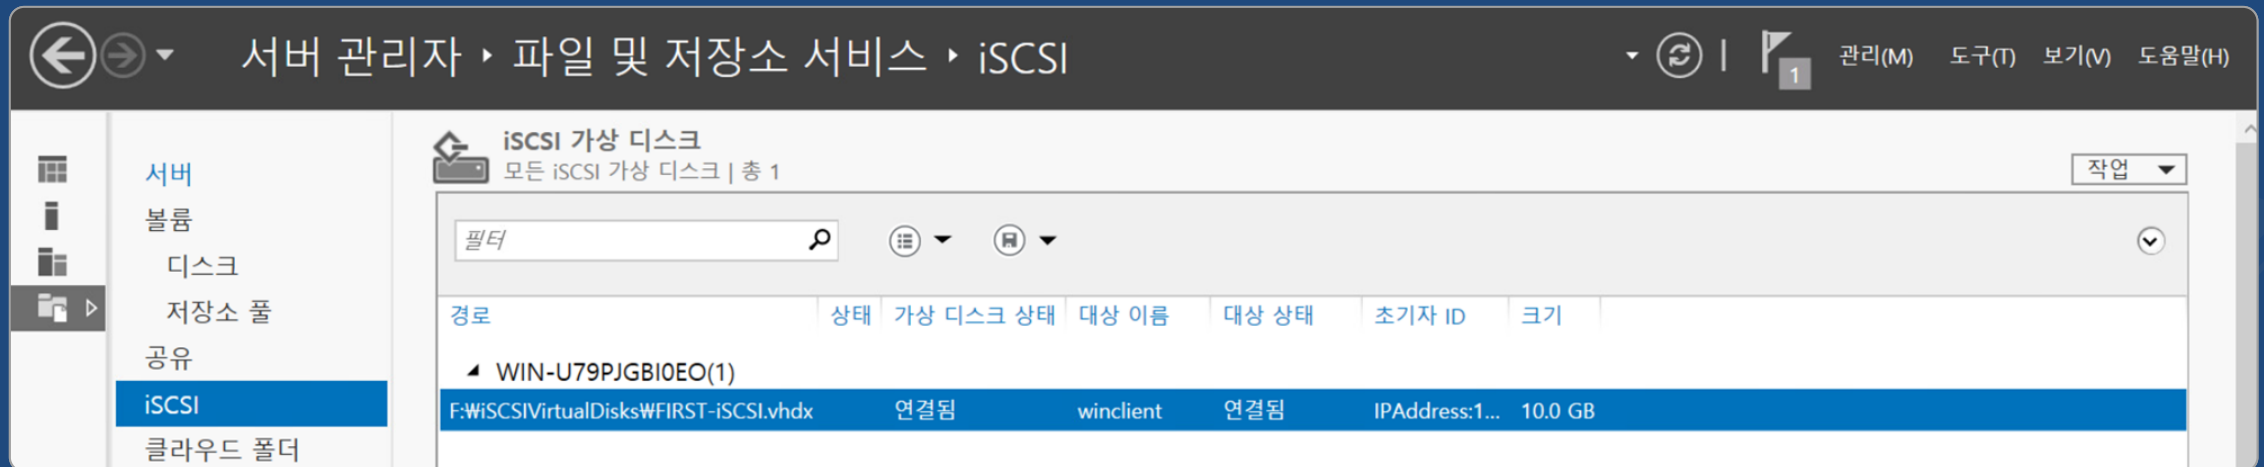 서버 관리자 ‣ 파일 및 저장소 서비스 ‣ iSCSI
1 관리(M) 도구(T) 보기(V) 도움말(H)
서버
볼륨
디스크
저장소 풀
공유
iSCSI
클라우드 폴더
iSCSI 가상 디스크
모든 iSCSI 가상 디스크 | 총 1
작업
필터
경로 상태 가상 디스크 상태 대상 이름 대상 상태 초기자 ID 크기
WIN-U79PJGBI0EO(1)
F:₩iSCSIVirtualDisks₩FIRST-iSCSI.vhdx 연결됨 winclient 연결됨 IPAddress:1... 10.0 GB